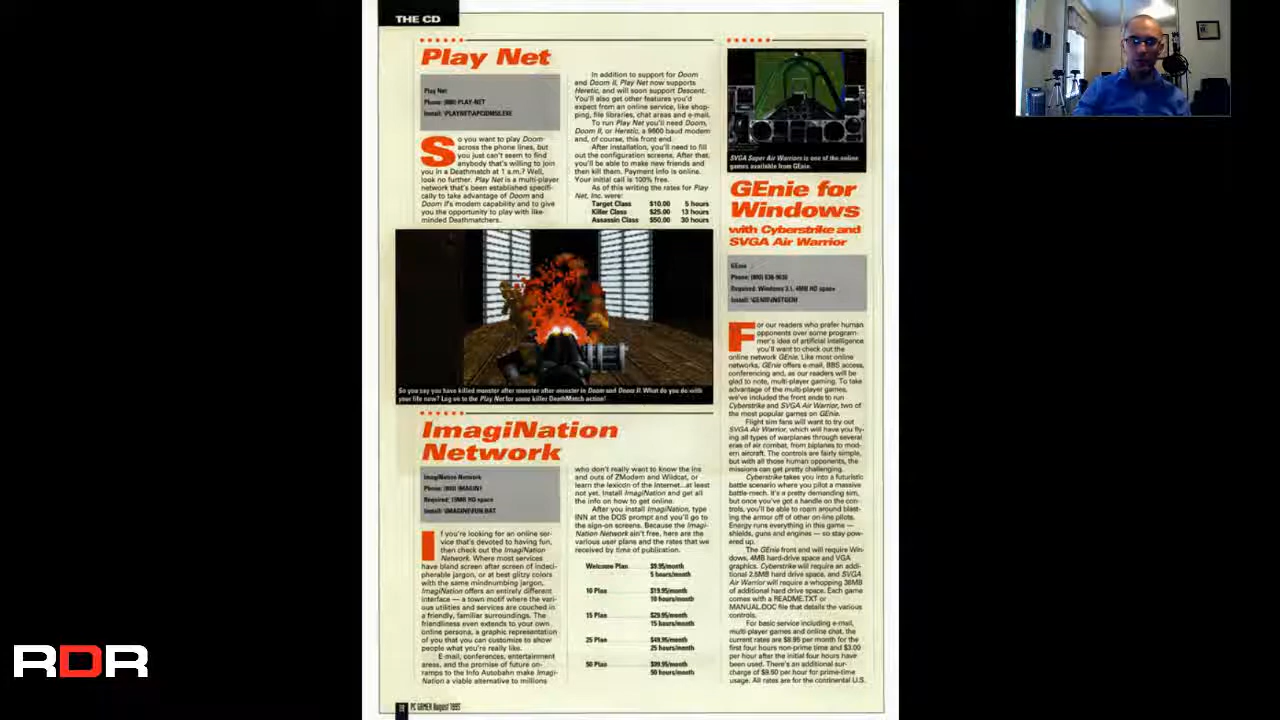 THE CD
Play Net
Play Net
Phone: (800) PLAY-NET
So you want to play Doom
across the phone lines, but
you just can't seem to find
anybody that's willing to join
you in a Deathmatch at 1 a.m.? Well,
look no further. Play Net is a multi-player
network that's been established specifi-
cally to take advantage of Doom and
Doom II's modem capability and to give
you the opportunity to play with like-
minded Deathmatchers.
In addition to support for Doom
and Doom II, Play Net now supports
Heretic, and will soon support Descent.
You'll also get other features you'd
expect from an online service, like shop-
ping, file libraries, chat areas and e-mail.
To run Play Net you'll need Doom,
Doom II, or Heretic, a 9600 baud modem
and, of course, this front end.
After installation, you'll need to fill
out the configuration screens. After that,
you'll be able to make new friends and
then kill them. Payment info is online.
Your initial call is 100% free.
As of this writing the rates for Play
Net, Inc. were:
Target Class $10.00 5 hours
Killer Class $25.00 13 hours
Assassin Class $50.00 30 hours
So you say you have killed monster after monster after monster in Doom and Doom II. What do you do with
your life now? Log on to the Play Net for some killer DeathMatch action!
ImagiNation
Network
ImagiNation Network
Phone: (800) IMAGIN1
Required: 15MB HD space
Install: \IMAGINE\FUN.BAT
If you're looking for an online ser-
vice that's devoted to having fun,
then check out the ImagiNation
Network. Where most services
have bland screen after screen of indeci-
pherable jargon, or at best glitzy colors
with the same mindnumbing jargon,
ImagiNation offers an entirely different
interface — a town motif where the vari-
ous utilities and services are couched in
a friendly, familiar surroundings. The
friendliness even extends to your own
online persona, a graphic representation
of you that you can customize to show
people what you're really like.
E-mail, conferences, entertainment
areas, and the promise of future on-
ramps to the Info Autobahn make Imagi-
Nation a viable alternative to millions
who don't really want to know the ins
and outs of ZModem and Wildcat, or
learn the lexicon of the Internet...at least
not yet. Install ImagiNation and get all
the info on how to get online.
After you install ImagiNation, type
INN at the DOS prompt and you'll go to
the sign-on screens. Because the Imagi-
Nation Network ain't free, here are the
various user plans and the rates that we
received by time of publication.
Welcome Plan $9.95/month
5 hours/month
10 Plan $19.95/month
10 hours/month
15 Plan $29.95/month
15 hours/month
25 Plan $49.95/month
25 hours/month
50 Plan $99.95/month
50 hours/month
SVGA Super Air Warriors is one of the online
games available from GEnie.
GEnie for
Windows
with Cyberstrike and
SVGA Air Warrior
GEnie
Phone: (800) 638-9636
Required: Windows 3.1, 4MB HD space
For our readers who prefer human
opponents over some program-
mer's idea of artificial intelligence
you'll want to check out the
online network GEnie. Like most online
networks, GEnie offers e-mail, BBS access,
conferencing and, as our readers will be
glad to note, multi-player gaming. To take
advantage of the multi-player games,
we've included the front ends to run
Cyberstrike and SVGA Air Warrior, two of
the most popular games on GEnie.
Flight sim fans will want to try out
SVGA Air Warrior, which will have you fly-
ing all types of warplanes through several
eras of air combat, from biplanes to mod-
ern aircraft. The controls are fairly simple,
but with all those human opponents, the
missions can get pretty challenging.
Cyberstrike takes you into a futuristic
battle scenario where you pilot a massive
battle-mech. It's a pretty demanding sim,
but once you've got a handle on the con-
trols, you'll be able to roam around blast-
ing the armor off of other on-line pilots.
Energy runs everything in this game —
shields, guns and engines — so stay pow-
ered up.
The GEnie front end will require Win-
dows, 4MB hard-drive space and VGA
graphics. Cyberstrike will require an addi-
tional 2.5MB hard drive space, and SVGA
Air Warrior will require a whopping 36MB
of additional hard drive space. Each game
comes with a README.TXT or
MANUAL.DOC file that details the various
controls.
For basic service including e-mail,
multi-player games and online chat, the
current rates are $8.95 per month for the
first four hours non-prime time and $3.00
per hour after the initial four hours have
been used. There's an additional sur-
charge of $9.50 per hour for prime-time
usage. All rates are for the continental U.S.
PC GAMER August 1995
RDR